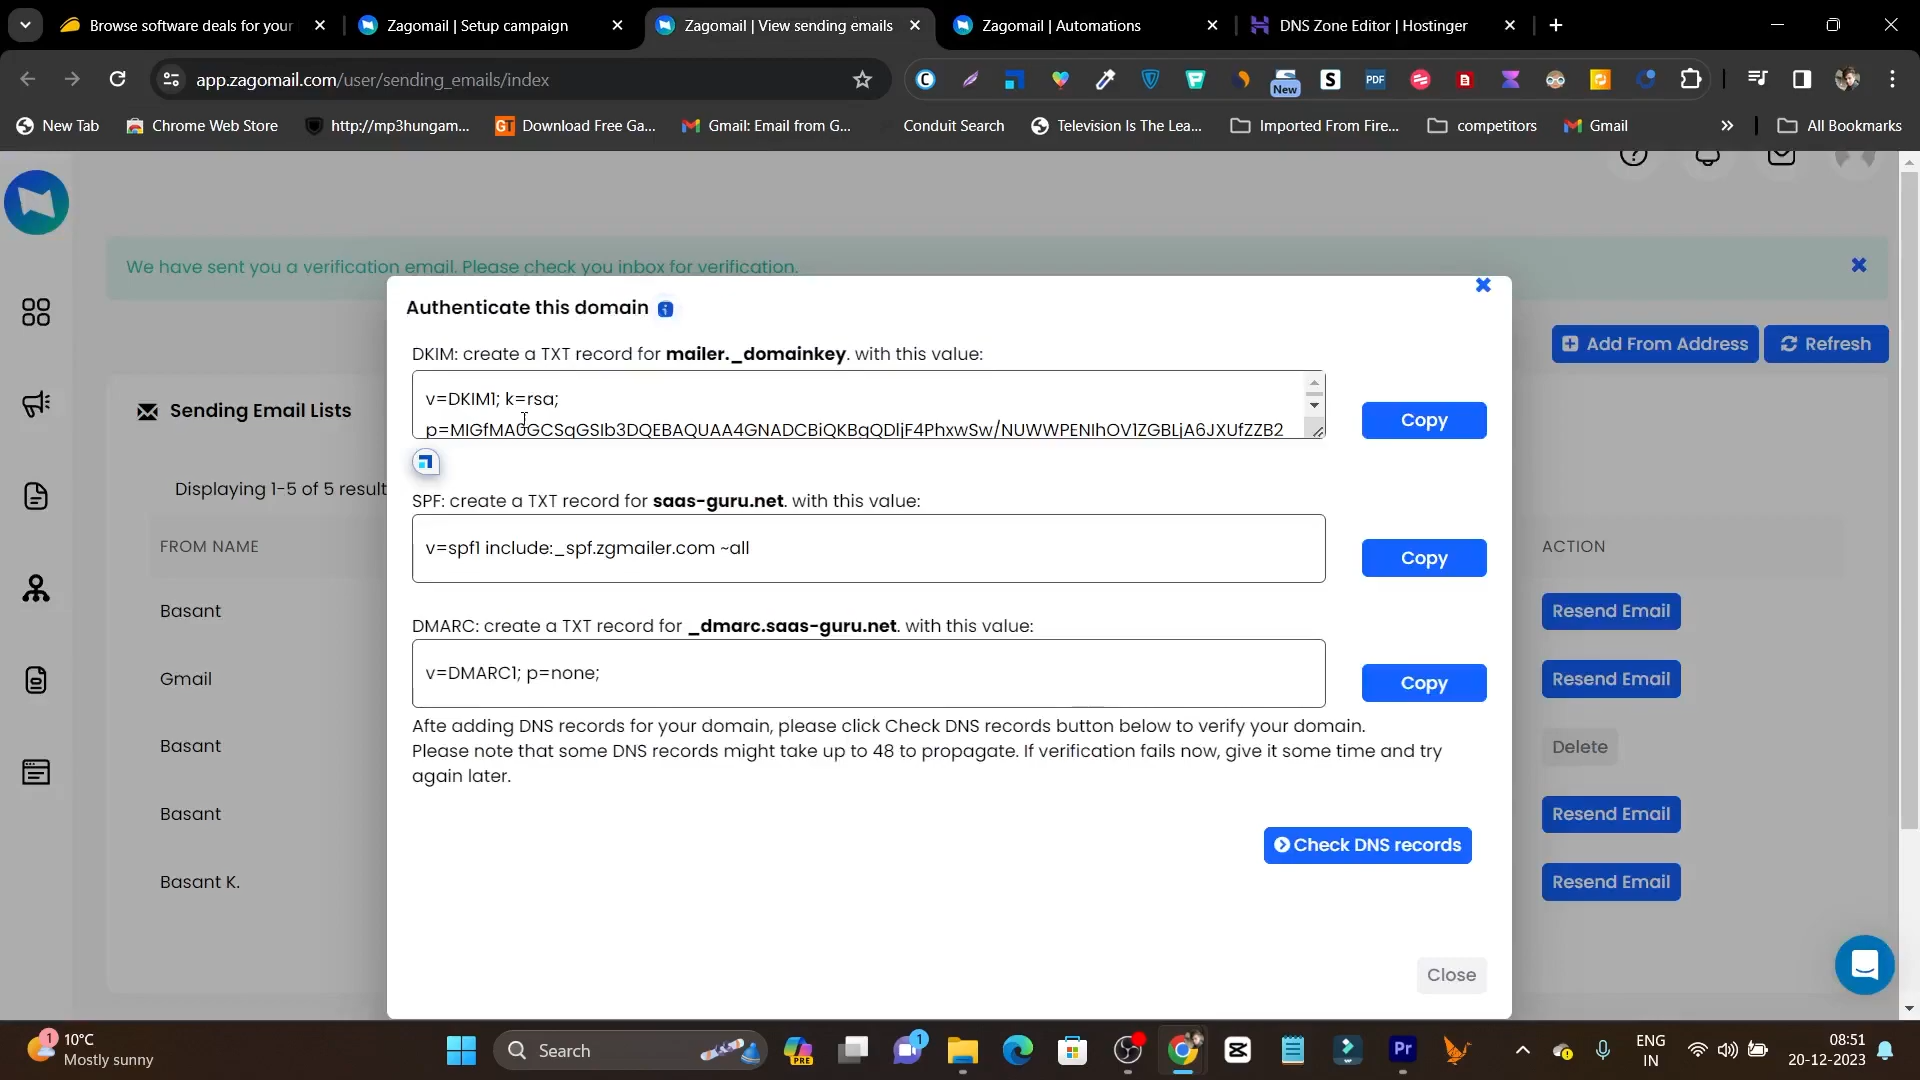 Browse software deals for your
Zagomail | Setup campaign
Zagomail | View sending emails
Zagomail | Automations
DNS Zone Editor | Hostinger
app.zagomail.com/user/sending_emails/index
New
PDF
New Tab
Chrome Web Store
http://mp3hungam...
GT
Download Free Ga...
Gmail: Email from G...
Conduit Search
Television Is The Lea...
Imported From Fire...
competitors
Gmail
All Bookmarks
We have sent you a verification email. Please check you inbox for verification.
Add From Address
Refresh
Authenticate this domain
DKIM: create a TXT record for mailer._domainkey. with this value:
v=DKIM1; k=rsa;
p=MIGfMA0GCSqGSIb3DQEBAQUAA4GNADCBiQKBgQDljF4PhxwSw/NUWWPENIhOV1ZGBLjA6JXUfZZB2
Copy
Sending Email Lists
Displaying 1-5 of 5 result
SPF: create a TXT record for saas-guru.net. with this value:
v=spf1 include:_spf.zgmailer.com ~all
Copy
FROM NAME
ACTION
Basant
Resend Email
DMARC: create a TXT record for _dmarc.saas-guru.net. with this value:
v=DMARC1; p=none;
Copy
Gmail
Resend Email
Afte adding DNS records for your domain, please click Check DNS records button below to verify your domain.
Please note that some DNS records might take up to 48 to propagate. If verification fails now, give it some time and try
again later.
Basant
Delete
Basant
Resend Email
Check DNS records
Basant K.
Resend Email
Close
1
10°C
Mostly sunny
Search
PRE
1
Pr
ENG
IN
08:51
20-12-2023